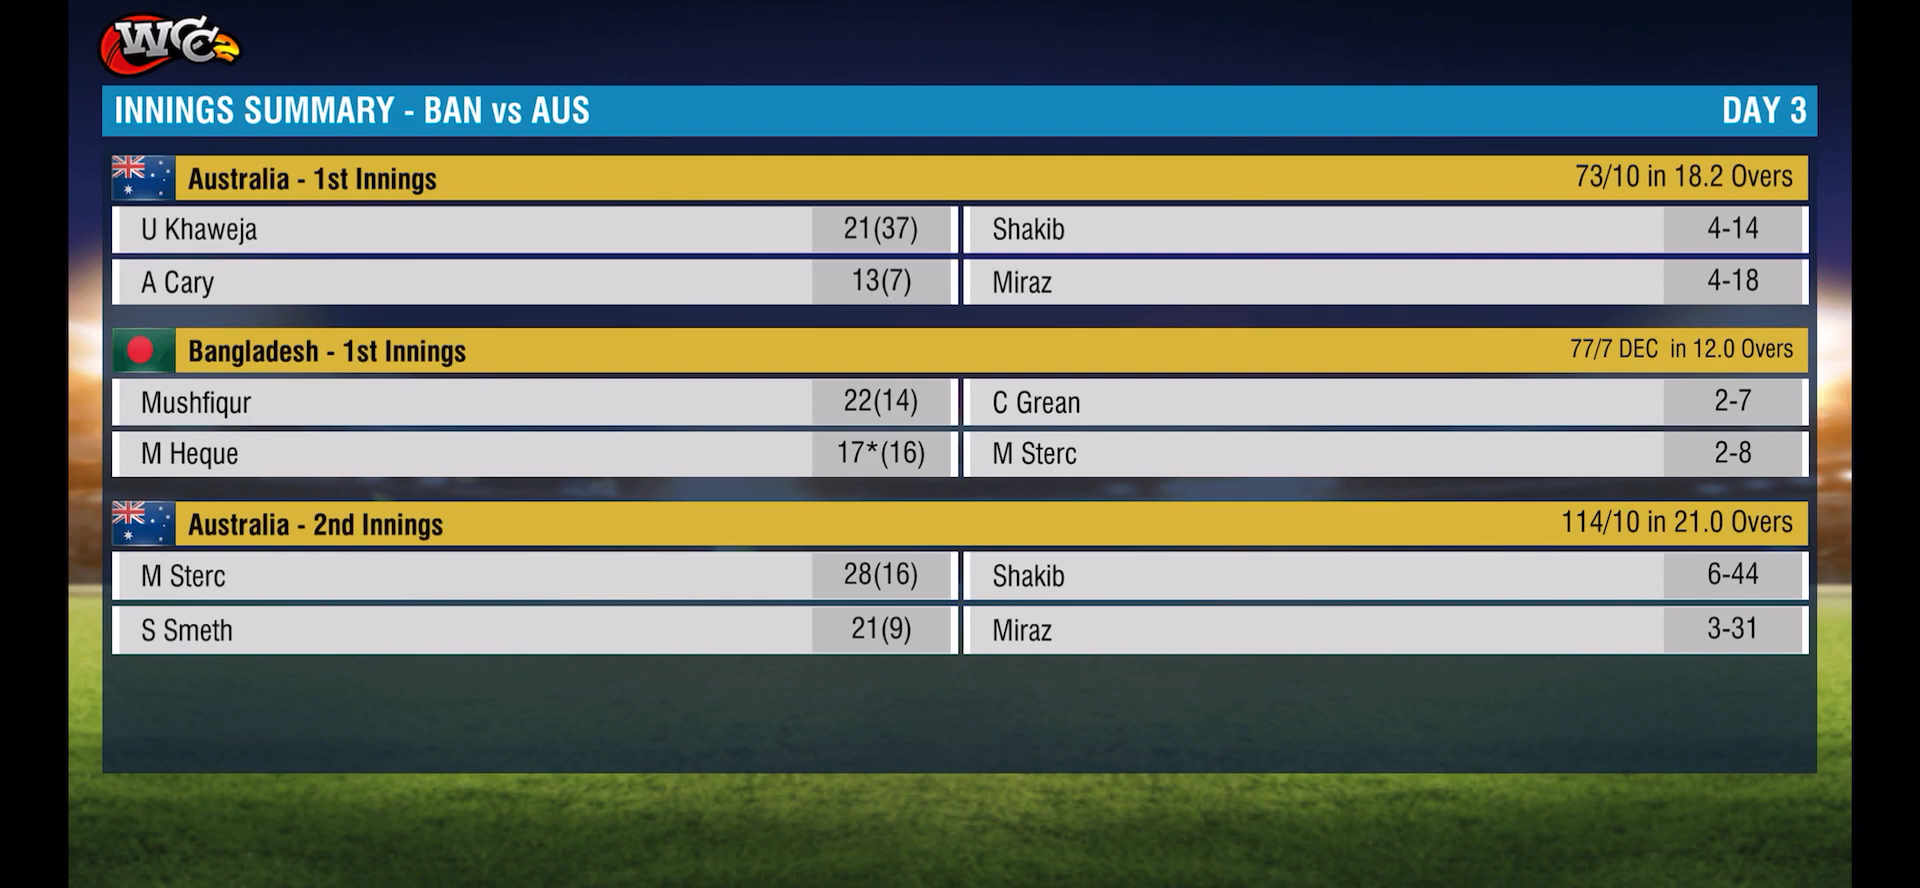 WCC2
INNINGS SUMMARY - BAN vs AUS DAY 3
Australia - 1st Innings 73/10 in 18.2 Overs
U Khaweja 21(37) Shakib 4-14
A Cary 13(7) Miraz 4-18
Bangladesh - 1st Innings 77/7 DEC in 12.0 Overs
Mushfiqur 22(14) C Grean 2-7
M Heque 17*(16) M Sterc 2-8
Australia - 2nd Innings 114/10 in 21.0 Overs
M Sterc 28(16) Shakib 6-44
S Smeth 21(9) Miraz 3-31